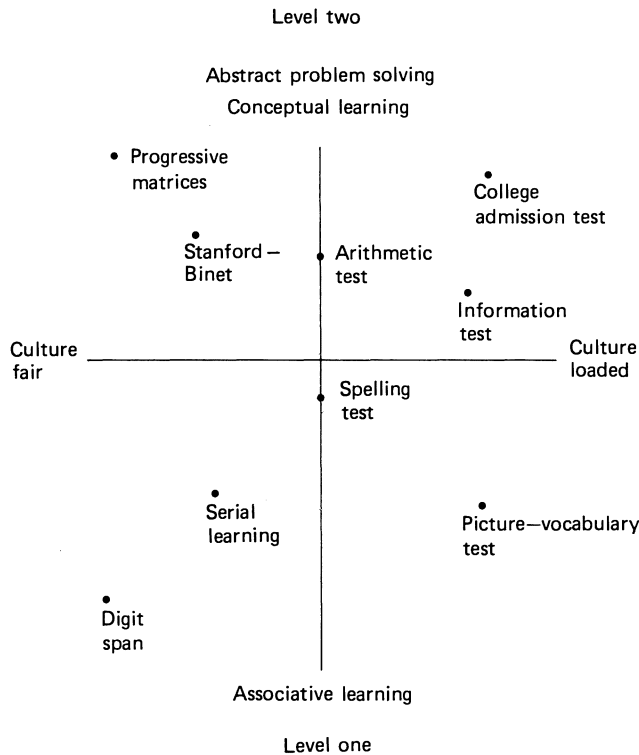 Level two
Abstract problem solving
Conceptual learning
Progressive
matrices
College
admission test
Stanford–
Binet
Arithmetic
test
Information
test
Culture
fair
Culture
loaded
Spelling
test
Serial
learning
Picture–vocabulary
test
Digit
span
Associative learning
Level one